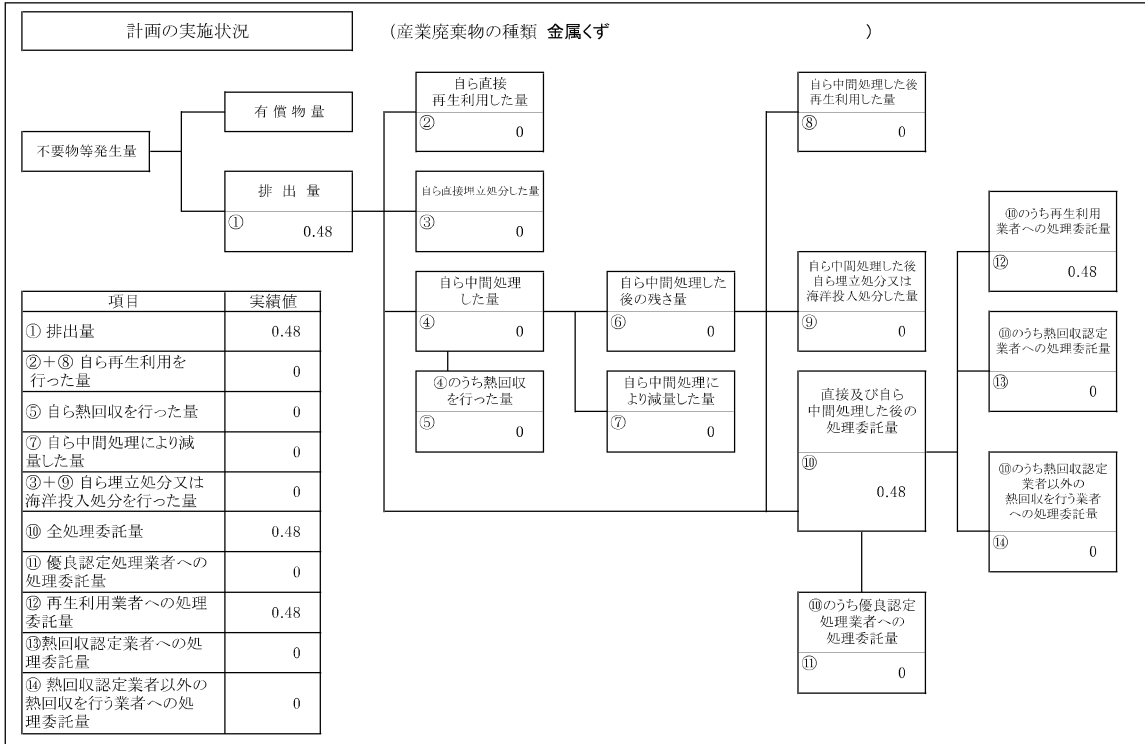 計画の実施状況
(産業廃棄物の種類 金属くず )
不要物等発生量
有償物量
排出量
①
0.48
自ら直接
再生利用した量
②
0
自ら直接埋立処分した量
③
0
自ら中間処理
した量
④
0
④のうち熱回収
を行った量
⑤
0
自ら中間処理した
後の残さ量
⑥
0
自ら中間処理に
より減量した量
⑦
0
自ら中間処理した後
再生利用した量
⑧
0
自ら中間処理した後
自ら埋立処分又は
海洋投入処分した量
⑨
0
直接及び自ら
中間処理した後の
処理委託量
⑩
0.48
⑩のうち優良認定
処理業者への
処理委託量
⑪
0
⑩のうち再生利用
業者への処理委託量
⑫
0.48
⑩のうち熱回収認定
業者への処理委託量
⑬
0
⑩のうち熱回収認定
業者以外の
熱回収を行う業者
への処理委託量
⑭
0
項目 実績値
① 排出量 0.48
②+⑧ 自ら再生利用を
行った量 0
⑤ 自ら熱回収を行った量 0
⑦ 自ら中間処理により減
量した量 0
③+⑨ 自ら埋立処分又は
海洋投入処分を行った量 0
⑩ 全処理委託量 0.48
⑪ 優良認定処理業者への
処理委託量 0
⑫ 再生利用業者への処理
委託量 0.48
⑬熱回収認定業者への処
理委託量 0
⑭ 熱回収認定業者以外の
熱回収を行う業者への処
理委託量 0